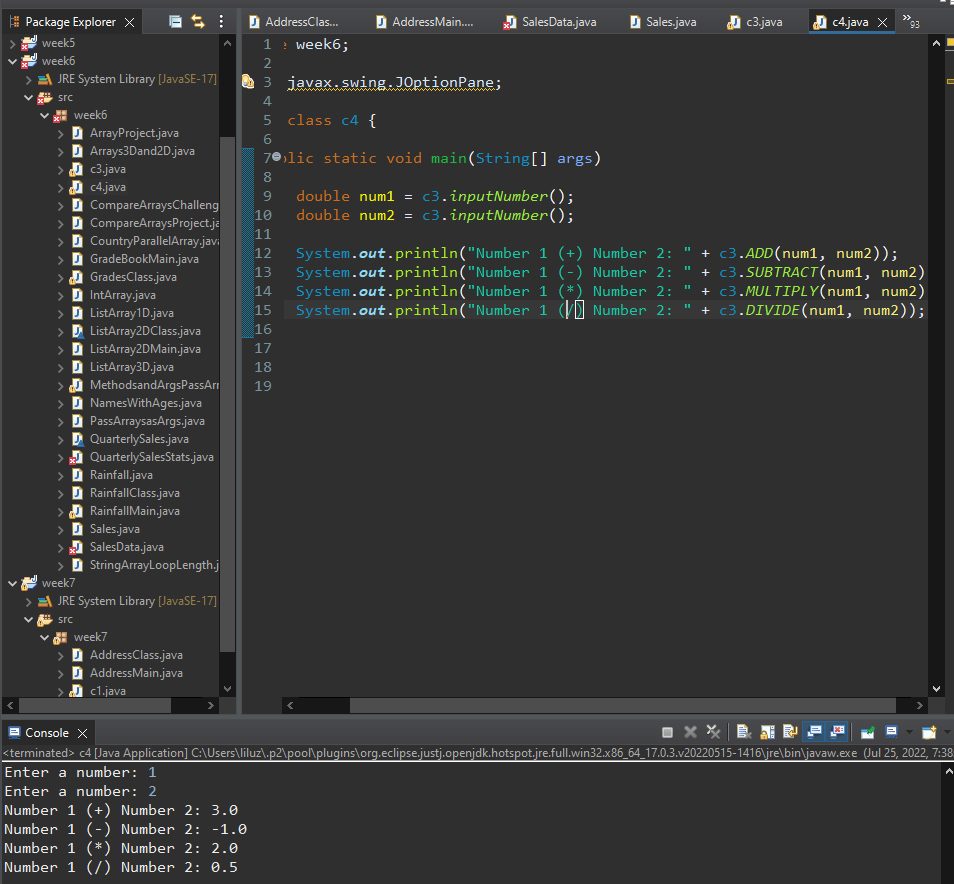 Package Explorer
AddressClas...
AddressMain....
SalesData.java
Sales.java
c3.java
c4.java
93
week5
week6
JRE System Library [JavaSE-17]
src
week6
ArrayProject.java
Arrays3Dand2D.java
c3.java
c4.java
CompareArraysChalleng
CompareArraysProject.ja
CountryParallelArray.java
GradeBookMain.java
GradesClass.java
IntArray.java
ListArray1D.java
ListArray2DClass.java
ListArray2DMain.java
ListArray3D.java
MethodsandArgsPassArr
NamesWithAges.java
PassArraysasArgs.java
QuarterlySales.java
QuarterlySalesStats.java
Rainfall.java
RainfallClass.java
RainfallMain.java
Sales.java
SalesData.java
StringArrayLoopLength.j
week7
JRE System Library [JavaSE-17]
src
week7
AddressClass.java
AddressMain.java
c1.java
1 e week6;
2
3 javax.swing.JOptionPane;
4
5 class c4 {
6
7 lic static void main(String[] args)
8
9 double num1 = c3.inputNumber();
10 double num2 = c3.inputNumber();
11
12 System.out.println("Number 1 (+) Number 2: " + c3.ADD(num1, num2));
13 System.out.println("Number 1 (-) Number 2: " + c3.SUBTRACT(num1, num2)
14 System.out.println("Number 1 (*) Number 2: " + c3.MULTIPLY(num1, num2)
15 System.out.println("Number 1 (/) Number 2: " + c3.DIVIDE(num1, num2));
16
17
18
19
Console
<terminated> c4 [Java Application] C:\Users\liluz\.p2\pool\plugins\org.eclipse.justj.openjdk.hotspot.jre.full.win32.x86_64_17.0.3.v20220515-1416\jre\bin\javaw.exe (Jul 25, 2022, 7:38
Enter a number: 1
Enter a number: 2
Number 1 (+) Number 2: 3.0
Number 1 (-) Number 2: -1.0
Number 1 (*) Number 2: 2.0
Number 1 (/) Number 2: 0.5